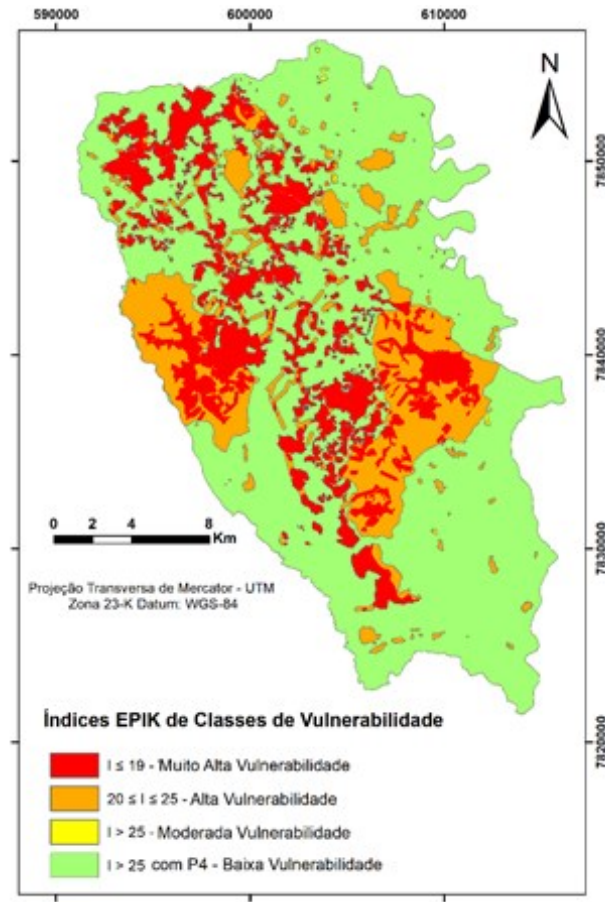 590000 600000 610000
N
7850000
7840000
7830000
7820000
0 2 4 8
Km
Projeção Transversa de Mercator - UTM
Zona 23-K Datum: WGS-84
Índices EPIK de Classes de Vulnerabilidade
I ≤ 19 - Muito Alta Vulnerabilidade
20 ≤ I ≤ 25 - Alta Vulnerabilidade
I > 25 - Moderada Vulnerabilidade
I > 25 com P4 - Baixa Vulnerabilidade